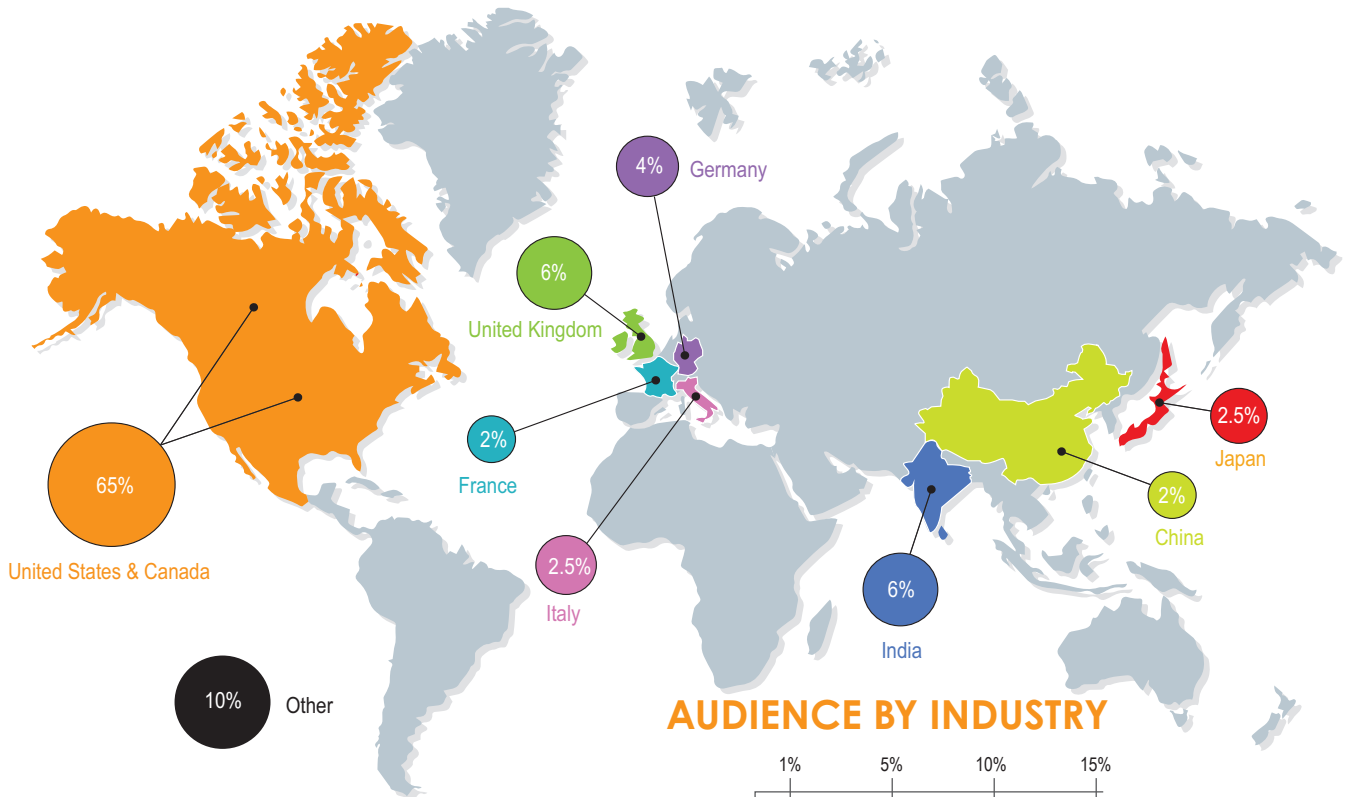 4%
Germany
6%
United Kingdom
2%
France
2.5%
Italy
65%
United States & Canada
2.5%
Japan
2%
China
6%
India
10%
Other
AUDIENCE BY INDUSTRY
1%
5%
10%
15%